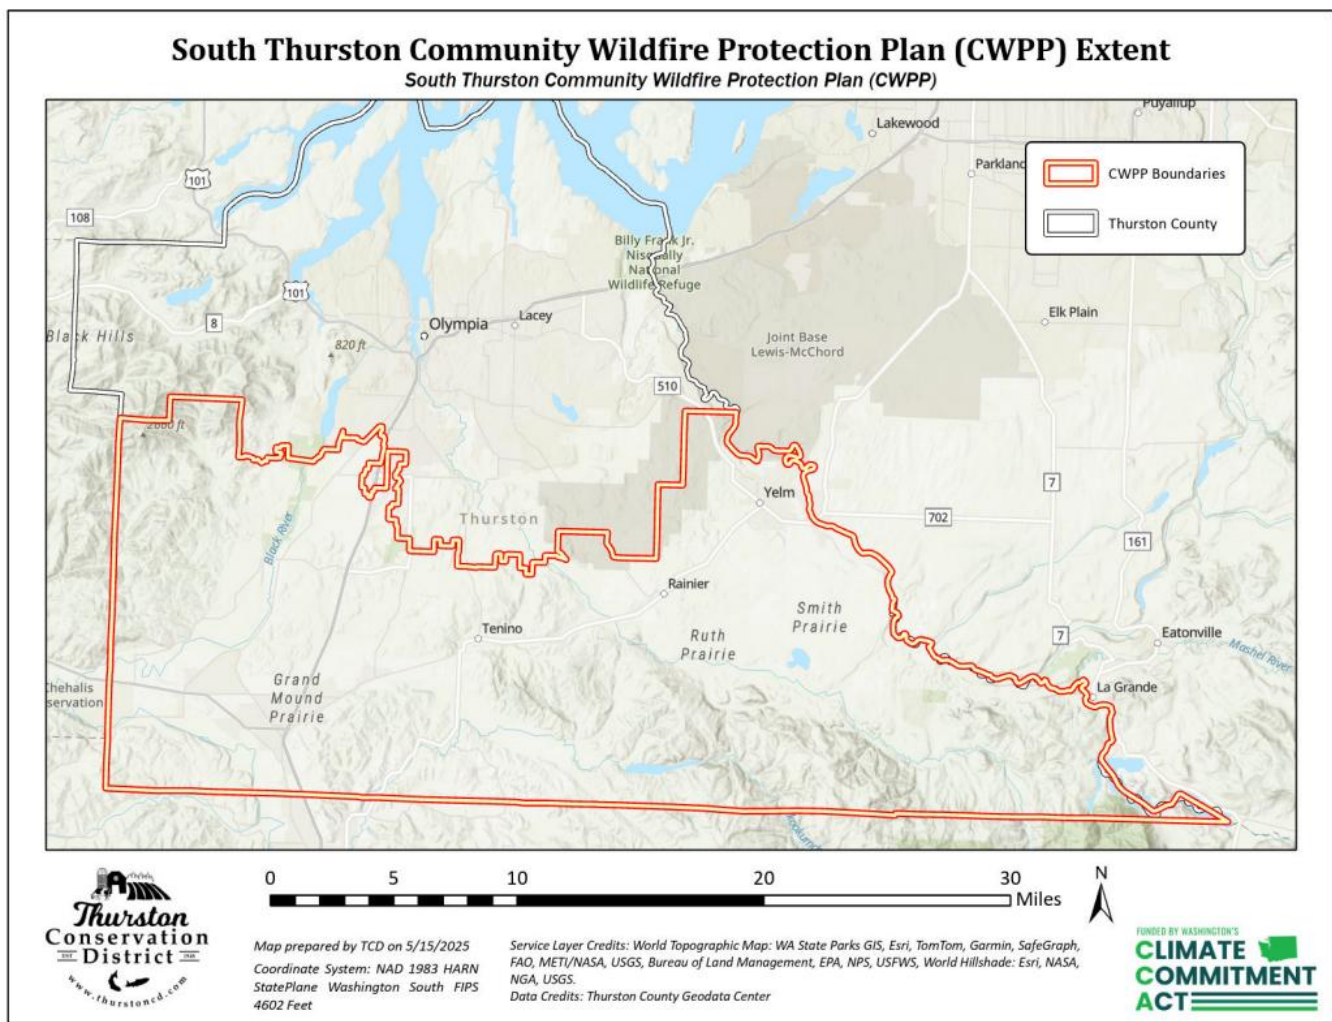 South Thurston Community Wildfire Protection Plan (CWPP) Extent
South Thurston Community Wildfire Protection Plan (CWPP)
Puyallup
Lakewood
Parkland
CWPP Boundaries
Thurston County
101
108
Billy Frank Jr.
Nisqually
National
Wildlife Refuge
101
8
Black Hills
Olympia
Lacey
820 ft
Elk Plain
Joint Base
Lewis-McChord
510
2660 ft
7
Yelm
702
Thurston
161
Black River
Rainier
Smith
Prairie
Ruth
Prairie
Tenino
7
Eatonville
Mashel River
Grand
Mound
Prairie
Chehalis
servation
La Grande
0 5 10 20 30
Miles
N
Thurston
Conservation
District
EST 1948
www.thurstoncd.com
Map prepared by TCD on 5/15/2025
Coordinate System: NAD 1983 HARN
StatePlane Washington South FIPS
4602 Feet
Service Layer Credits: World Topographic Map: WA State Parks GIS, Esri, TomTom, Garmin, SafeGraph,
FAO, METI/NASA, USGS, Bureau of Land Management, EPA, NPS, USFWS, World Hillshade: Esri, NASA,
NGA, USGS.
Data Credits: Thurston County Geodata Center
FUNDED BY WASHINGTON'S
CLIMATE
COMMITMENT
ACT